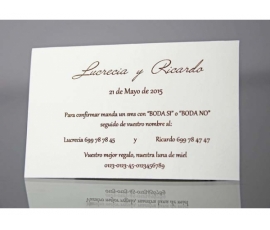 Lucrecia y Ricardo
21 de Mayo de 2015
Para confirmar manda un sms con "BODA SI" o "BODA NO"
seguido de vuestro nombre al:
Lucrecia 699 78 78 45 y Ricardo 699 78 47 47
Vuestro mejor regalo, nuestra luna de miel
0123-0123-45-0123456789